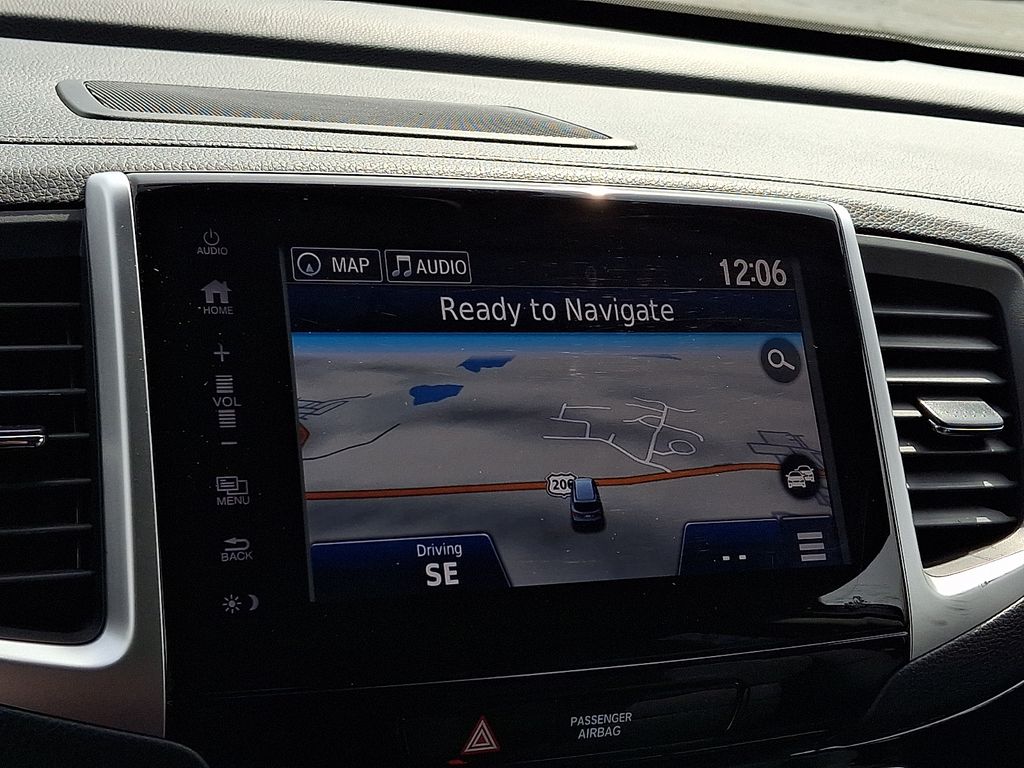 AUDIO
HOME
+
VOL
-
MENU
BACK
MAP
AUDIO
12:06
Ready to Navigate
Driving
SE
--
PASSENGER
AIRBAG